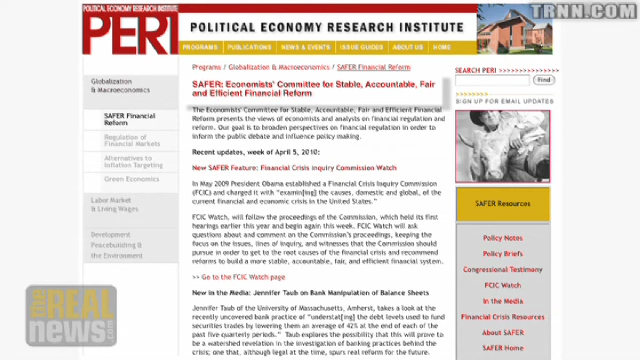 POLITICAL ECONOMY RESEARCH INSTITUTE
TRNN.COM
PERI
POLITICAL ECONOMY RESEARCH INSTITUTE
PROGRAMS / PUBLICATIONS / NEWS & EVENTS / ISSUE GUIDES / ABOUT US / HOME
Globalization
& Macroeconomics
SAFER Financial
Reform
Regulation of
Financial Markets
Alternatives to
Inflation Targeting
Green Economics
Labor Market
& Living Wages
Development,
Peacebuilding &
the Environment
Programs / Globalization & Macroeconomics / SAFER Financial Reform
SAFER: Economists' Committee for Stable, Accountable, Fair
and Efficient Financial Reform
The Economists' Committee for Stable, Accountable, Fair and Efficient Financial
Reform presents the views of economists and analysts on financial regulation and
reform. Our goal is to broaden perspectives on financial regulation in order to
inform the public debate and influence policy making.
Recent updates, week of April 5, 2010:
New SAFER Feature: Financial Crisis Inquiry Commission Watch
In May 2009 President Obama established a Financial Crisis Inquiry Commission
(FCIC) and charged it with "examin[ing] the causes, domestic and global, of the
current financial and economic crisis in the United States."
FCIC Watch, will follow the proceedings of the Commission, which held its first
hearings earlier this year and begin again this week. FCIC Watch will ask
questions about and comment on the Commission's proceedings, keeping the
focus on the issues, lines of inquiry, and witnesses that the Commission should
pursue in order to get to the root causes of the financial crisis and recommend
reforms to build a more stable, accountable, fair, and efficient financial system.
>> Go to the FCIC Watch page
New in the Media: Jennifer Taub on Bank Manipulation of Balance Sheets
Jennifer Taub of the University of Massachusetts, Amherst, takes a look at the
recently uncovered bank practice of "understat[ing] the debt levels used to fund
securities trades by lowering them an average of 42% at the end of each of the
past five quarterly periods." Taub explores the possibility that this will prove to
be a watershed revelation in the investigation of banking practices behind the
crisis; one that, although legal at the time, spurs real reform for the future.
SEARCH PERI >>>>>>>>>>>>
Find
SIGN UP FOR EMAIL UPDATES
SAFER Resources
Policy Notes
Policy Briefs
Congressional Testimony
FCIC Watch
In the Media
Financial Crisis Resources
About SAFER
SAFER Home
the REAL
news.com